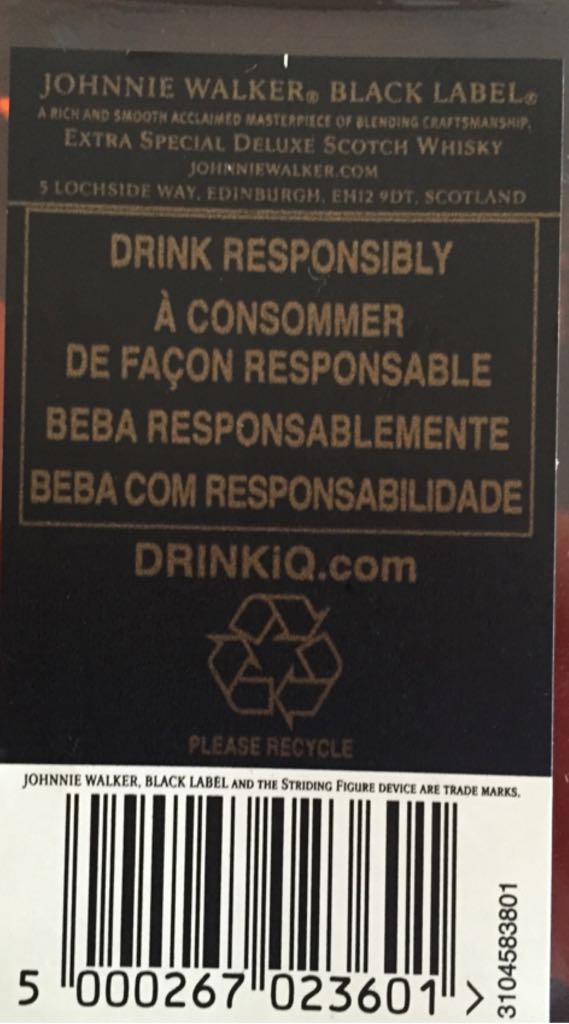 JOHNNIE WALKER® BLACK LABEL®
A RICH AND SMOOTH ACCLAIMED MASTERPIECE OF BLENDING CRAFTSMANSHIP.
EXTRA SPECIAL DELUXE SCOTCH WHISKY
JOHNNIEWALKER.COM
5 LOCHSIDE WAY, EDINBURGH, EH12 9DT, SCOTLAND
DRINK RESPONSIBLY
À CONSOMMER
DE FAÇON RESPONSABLE
BEBA RESPONSABLEMENTE
BEBA COM RESPONSABILIDADE
DRINKiQ.com
PLEASE RECYCLE
JOHNNIE WALKER, BLACK LABEL AND THE STRIDING FIGURE DEVICE ARE TRADE MARKS.
5 000267 023601 >
3104583801